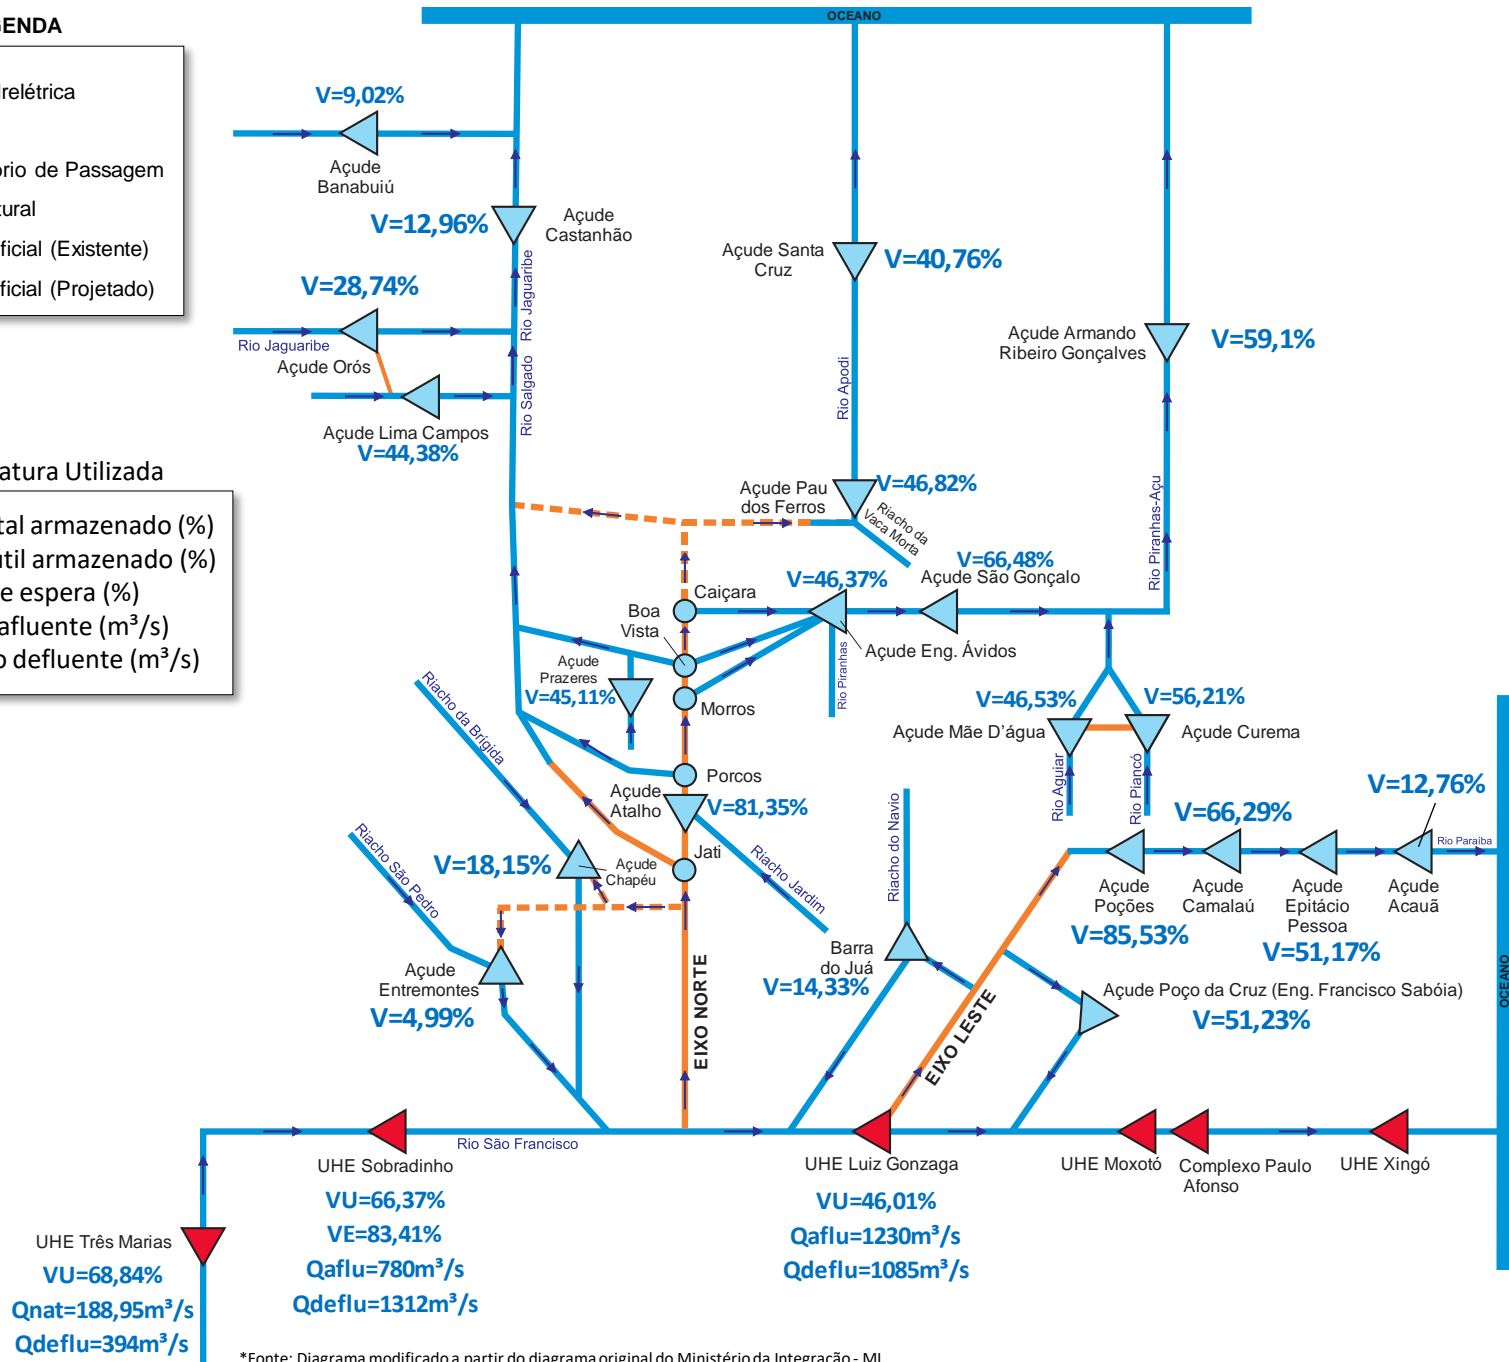 OCEANO
GENDA
drelétrica
ório de Passagem
tural
ificial (Existente)
ificial (Projetado)
V=9,02%
Açude
Banabuiú
V=12,96%
Açude
Castanhão
V=28,74%
Rio Jaguaribe
Açude Orós
Rio Jaguaribe
Rio Salgado
Açude Lima Campos
V=44,38%
Açude Santa
Cruz
V=40,76%
Rio Apodi
Açude Armando
Ribeiro Gonçalves
V=59,1%
Rio Piranhas-Açu
atura Utilizada
tal armazenado (%)
útil armazenado (%)
e espera (%)
afluente (m³/s)
o defluente (m³/s)
Açude Pau
dos Ferros
V=46,82%
Riacho da
Vaca Morta
V=66,48%
Açude São Gonçalo
V=46,37%
Açude Eng. Ávidos
Rio Piranhas
Caiçara
Boa
Vista
Morros
Açude
Prazeres
V=45,11%
Porcos
Açude
Atalho
V=81,35%
Jati
Riacho Jardim
Riacho da Brígida
Riacho São Pedro
V=18,15%
Açude
Chapéu
Açude
Entremontes
V=4,99%
EIXO NORTE
V=46,53%
V=56,21%
Açude Mãe D'água
Açude Curema
Rio Aguiar
Rio Piancó
V=12,76%
V=66,29%
Rio Paraíba
Açude
Poções
V=85,53%
Açude
Camalaú
Açude
Epitácio
Pessoa
V=51,17%
Açude
Acauã
Riacho do Navio
Barra
do Juá
V=14,33%
EIXO LESTE
Açude Poço da Cruz (Eng. Francisco Sabóia)
V=51,23%
OCEANO
Rio São Francisco
UHE Sobradinho
VU=66,37%
VE=83,41%
Qaflu=780m³/s
Qdeflu=1312m³/s
UHE Luiz Gonzaga
VU=46,01%
Qaflu=1230m³/s
Qdeflu=1085m³/s
UHE Moxotó
Complexo Paulo
Afonso
UHE Xingó
UHE Três Marias
VU=68,84%
Qnat=188,95m³/s
Qdeflu=394m³/s
*Fonte: Diagrama modificado a partir do diagrama original do Ministério da Integração - MI